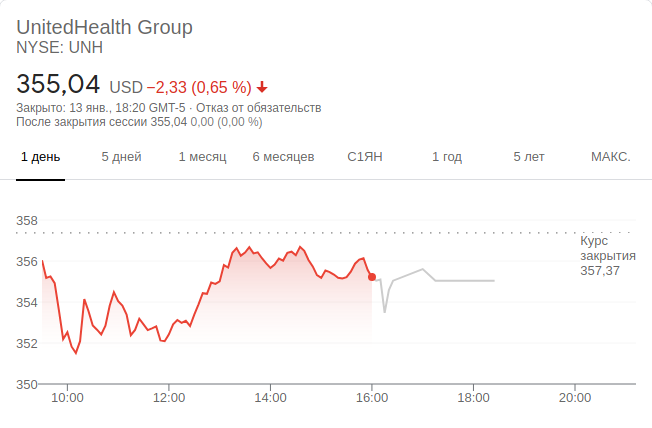 UnitedHealth Group
NYSE: UNH
355,04 USD −2,33 (0,65 %)
Закрыто: 13 янв., 18:20 GMT-5 · Отказ от обязательств
После закрытия сессии 355,04 0,00 (0,00 %)
1 день 5 дней 1 месяц 6 месяцев С1ЯН 1 год 5 лет МАКС.
358
Курс
закрытия
357,37
356
354
352
350
10:00 12:00 14:00 16:00 18:00 20:00